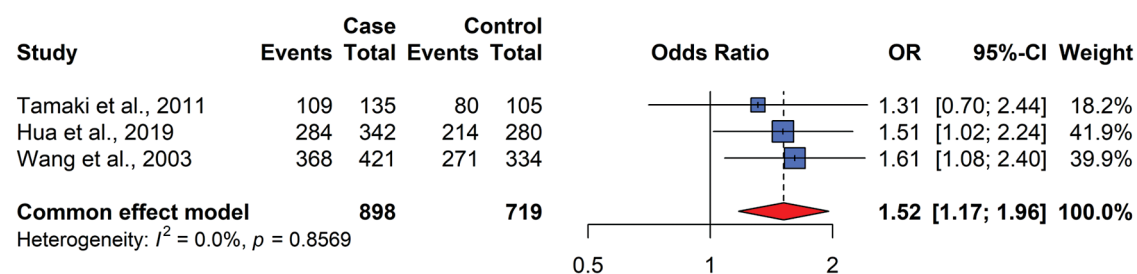 Case Control
Study Events Total Events Total Odds Ratio OR 95%-CI Weight
Tamaki et al., 2011 109 135 80 105 1.31 [0.70; 2.44] 18.2%
Hua et al., 2019 284 342 214 280 1.51 [1.02; 2.24] 41.9%
Wang et al., 2003 368 421 271 334 1.61 [1.08; 2.40] 39.9%
Common effect model 898 719 1.52 [1.17; 1.96] 100.0%
Heterogeneity: I² = 0.0%, p = 0.8569
0.5 1 2